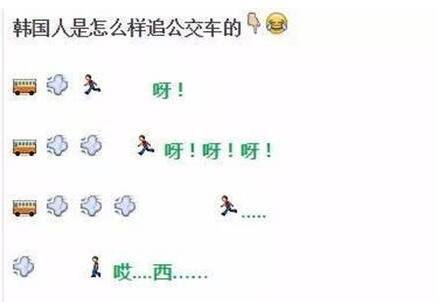 韩国人是怎么样追公交车的👇🏻😂
🚌💨🏃 呀！
🚌💨💨 🏃呀！呀！呀！
🚌💨💨💨 🏃.....
💨 🚶哎....西……